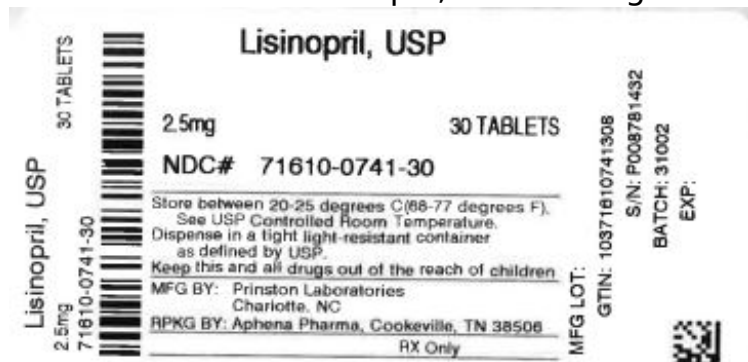 Lisinopril, USP
2.5mg 30 TABLETS
NDC# 71610-0741-30
Store between 20-25 degrees C(68-77 degrees F).
See USP Controlled Room Temperature.
Dispense in a tight light-resistant container
as defined by USP.
Keep this and all drugs out of the reach of children
MFG BY: Prinston Laboratories
Charlotte, NC
RPKG BY: Aphena Pharma, Cookeville, TN 38506
RX Only
Lisinopril, USP
2.5mg 30 TABLETS
71610-0741-30
MFG LOT:
GTIN: 10371610741308
S/N: P008781432
BATCH: 31002
EXP: